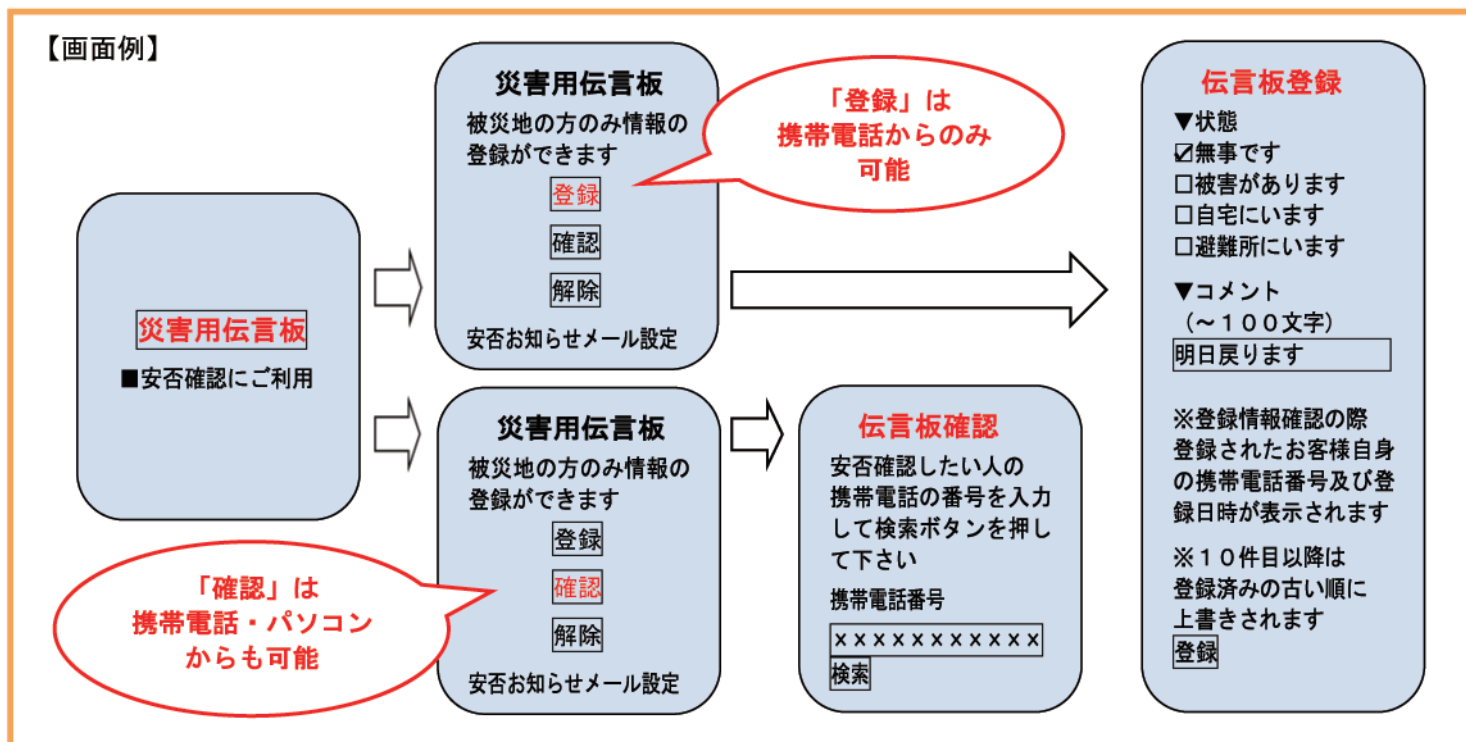 【画面例】
災害用伝言板
■安否確認にご利用
災害用伝言板
被災地の方のみ情報の
登録ができます
登録
確認
解除
安否お知らせメール設定
「登録」は
携帯電話からのみ
可能
伝言板登録
▼状態
☑無事です
□被害があります
□自宅にいます
□避難所にいます
▼コメント
（～１００文字）
明日戻ります
※登録情報確認の際
登録されたお客様自身
の携帯電話番号及び登
録日時が表示されます
※１０件目以降は
登録済みの古い順に
上書きされます
登録
災害用伝言板
被災地の方のみ情報の
登録ができます
登録
確認
解除
安否お知らせメール設定
「確認」は
携帯電話・パソコン
からも可能
伝言板確認
安否確認したい人の
携帯電話の番号を入力
して検索ボタンを押し
て下さい
携帯電話番号
×××××××××××
検索